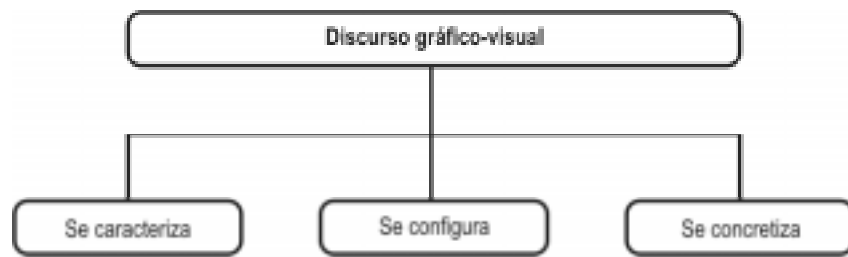 Discurso gráfico-visual
Se caracteriza
Se configura
Se concretiza